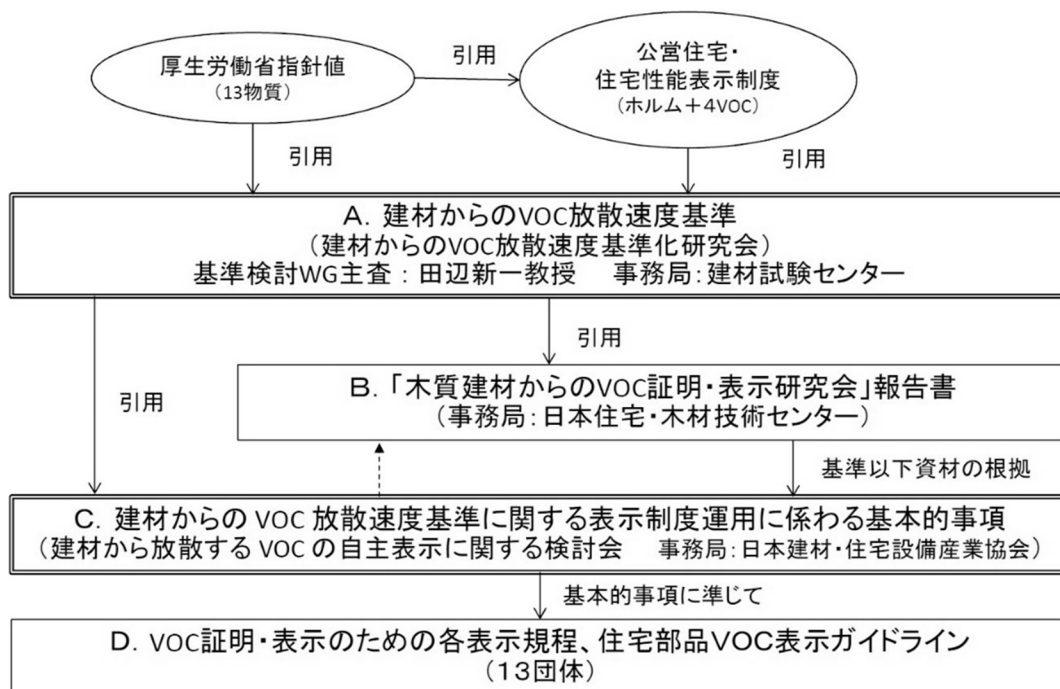 厚生労働省指針値
（13物質）
引用
公営住宅・
住宅性能表示制度
（ホルム＋４VOC）
引用
引用
Ａ．建材からのVOC放散速度基準
（建材からのVOC放散速度基準化研究会）
基準検討WG主査：田辺新一教授　事務局：建材試験センター
引用
引用
Ｂ．「木質建材からのVOC証明・表示研究会」報告書
（事務局：日本住宅・木材技術センター）
基準以下資材の根拠
Ｃ．建材からの VOC 放散速度基準に関する表示制度運用に係わる基本的事項
（建材から放散する VOC の自主表示に関する検討会　事務局：日本建材・住宅設備産業協会）
基本的事項に準じて
Ｄ．VOC証明・表示のための各表示規程、住宅部品ＶＯＣ表示ガイドライン
（１３団体）